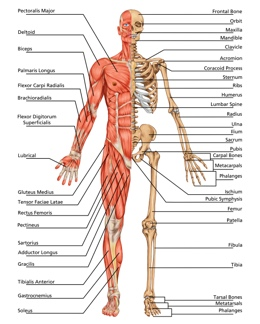 Pectoralis Major
Deltoid
Biceps
Palmaris Longus
Flexor Carpi Radialis
Brachioradialis
Flexor Digitorum
Superficialis
Lumbrical
Gluteus Medius
Tensor Faciae Latae
Rectus Femoris
Pectineus
Sartorius
Adductor Longus
Gracilis
Tibialis Anterior
Gastrocnemius
Soleus
Frontal Bone
Orbit
Maxilla
Mandible
Clavicle
Acromion
Coracoid Process
Sternum
Ribs
Humerus
Lumbar Spine
Radius
Ulna
Ilium
Sacrum
Pubis
Carpal Bones
Metacarpals
Phalanges
Ischium
Pubic Symphysis
Femur
Patella
Fibula
Tibia
Tarsal Bones
Metatarsals
Phalanges